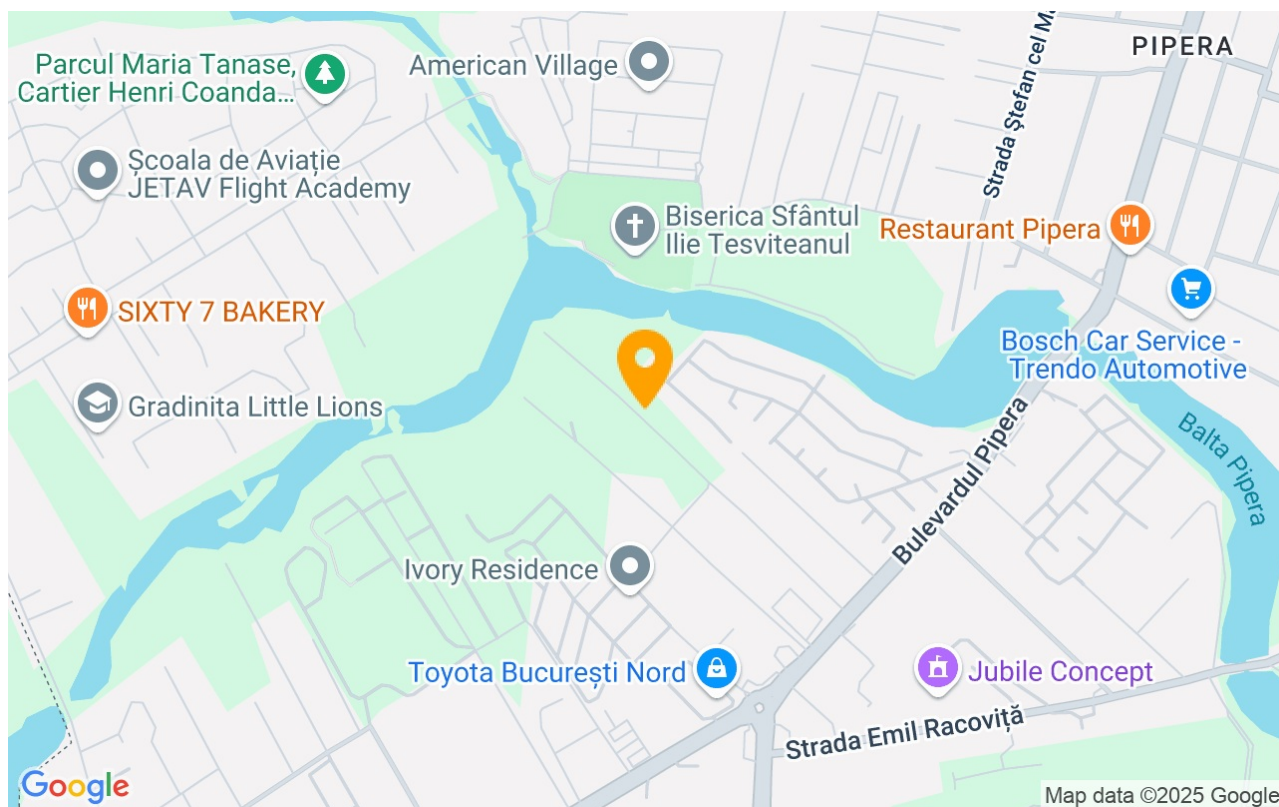 PIPERA
Parcul Maria Tanase,
Cartier Henri Coanda...
American Village
Strada Ștefan cel Ma
Școala de Aviație
JETAV Flight Academy
Biserica Sfântul
Ilie Tesviteanul
Restaurant Pipera
SIXTY 7 BAKERY
Bosch Car Service -
Trendo Automotive
Gradinita Little Lions
Balta Pipera
Bulevardul Pipera
Ivory Residence
Toyota București Nord
Jubile Concept
Strada Emil Racoviță
Google
Map data ©2025 Google